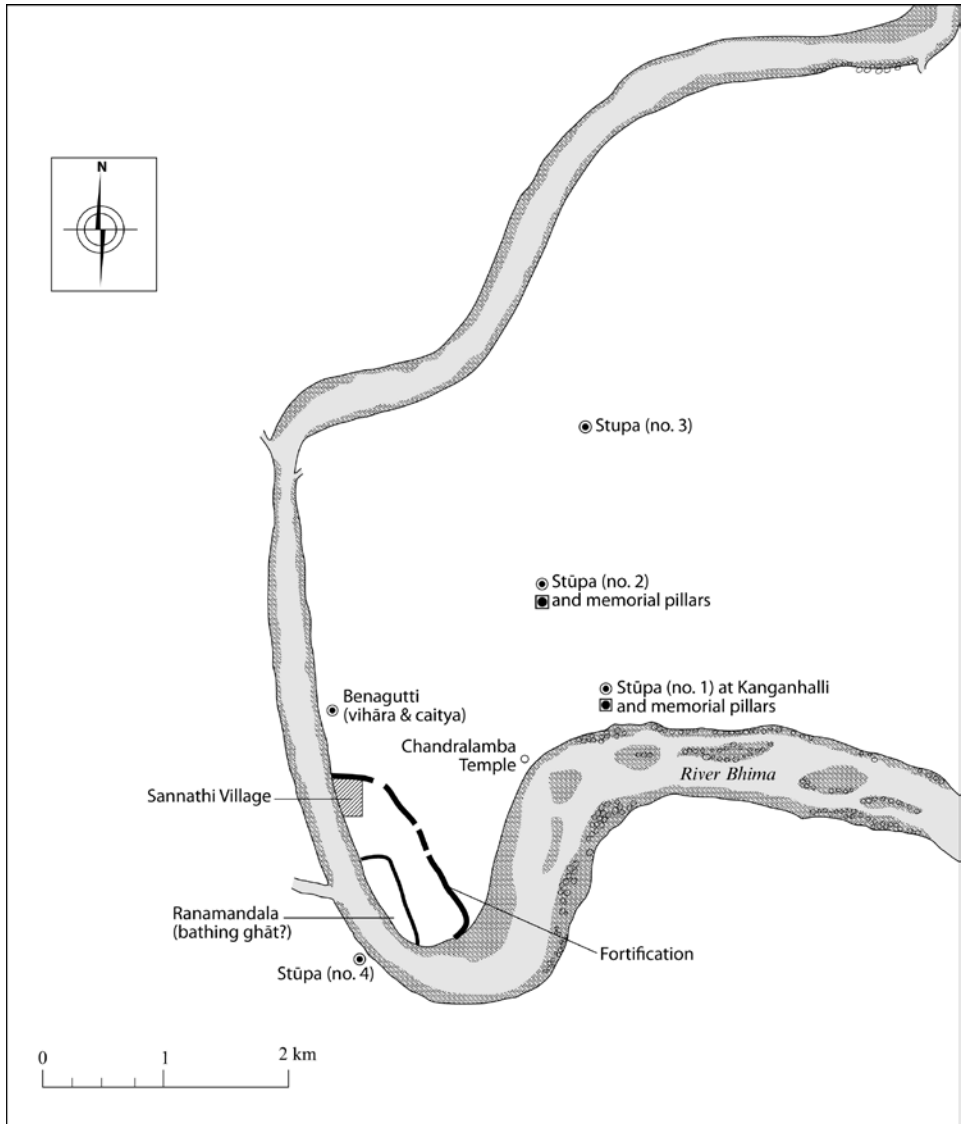 N
Stupa (no. 3)
Stūpa (no. 2)
and memorial pillars
Stūpa (no. 1) at Kanganhalli
and memorial pillars
Benagutti
(vihāra & caitya)
Chandralamba
Temple
River Bhima
Sannathi Village
Ranamandala
(bathing ghāt?)
Fortification
Stūpa (no. 4)
0 1 2 km